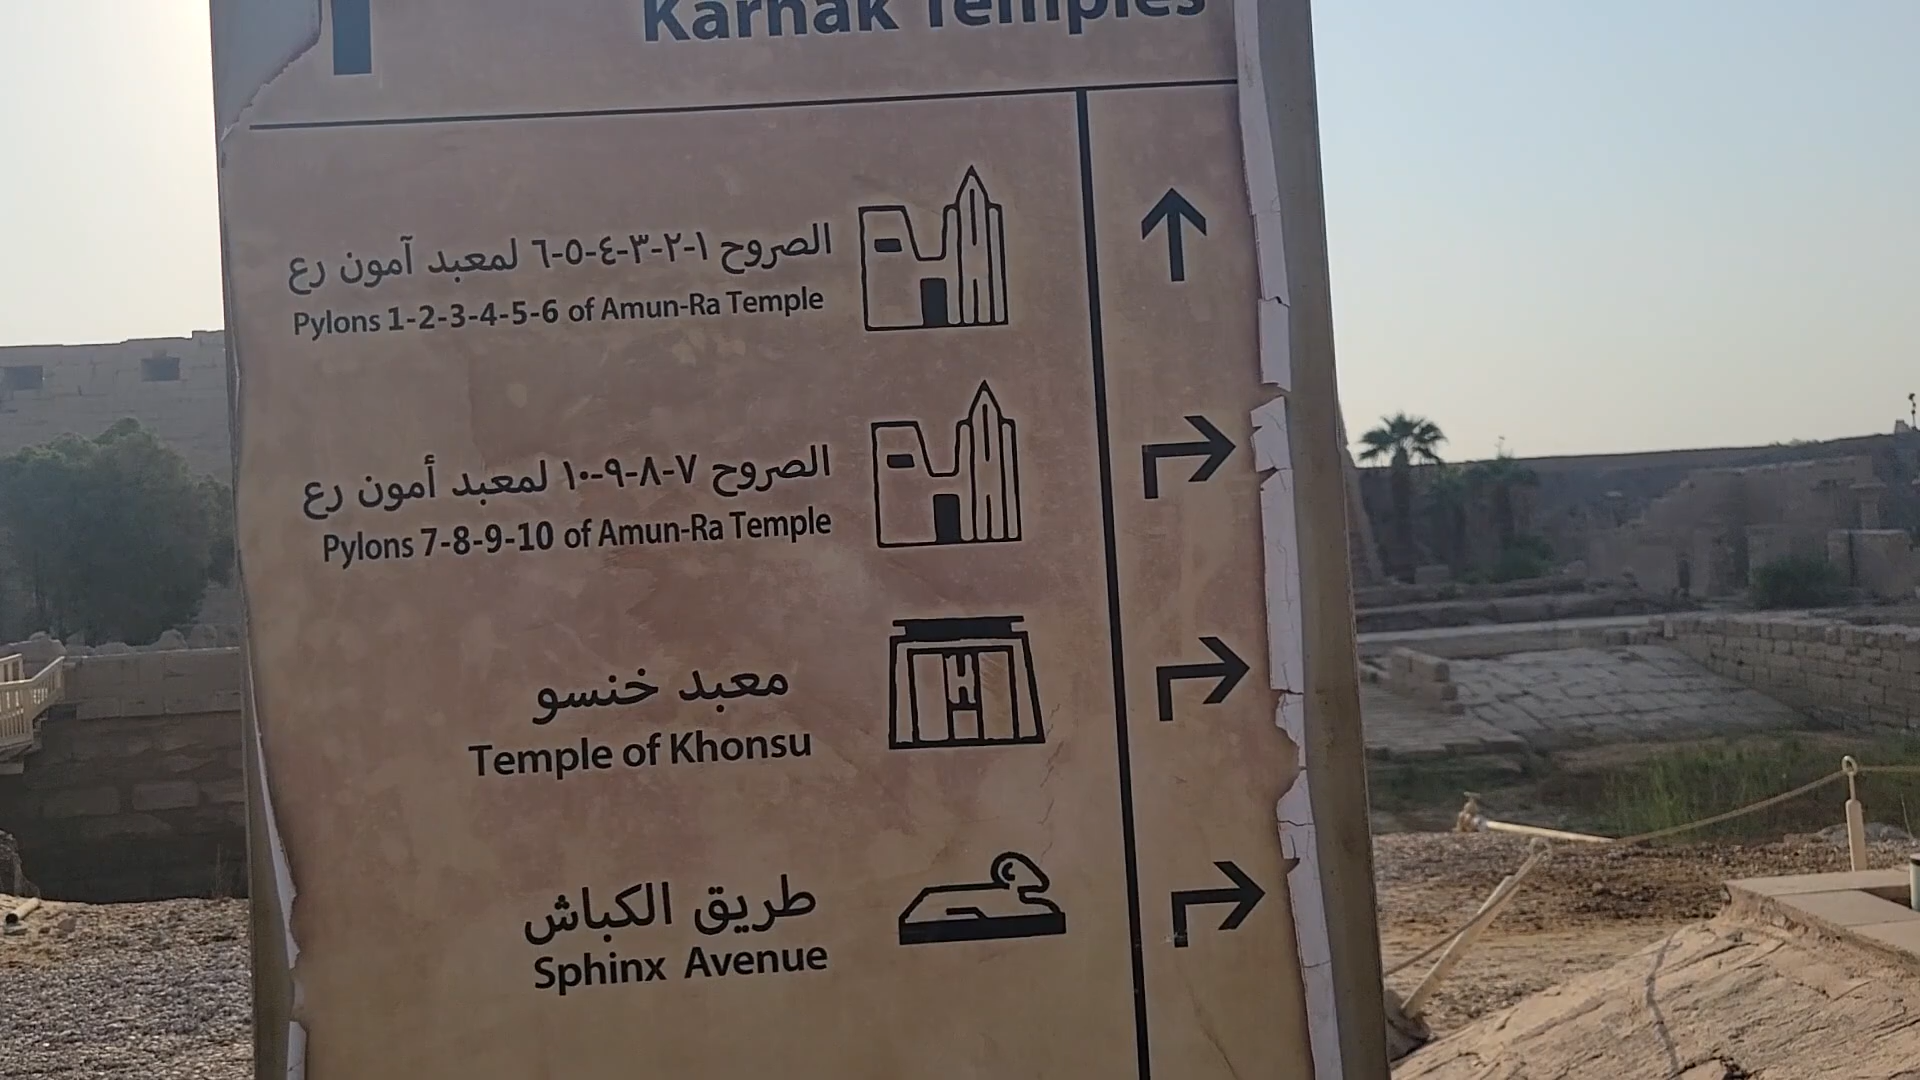 Karnak Temples
الصروح ١-٢-٣-٤-٥-٦ لمعبد آمون رع
Pylons 1-2-3-4-5-6 of Amun-Ra Temple
الصروح ٧-٨-٩-١٠ لمعبد أمون رع
Pylons 7-8-9-10 of Amun-Ra Temple
معبد خنسو
Temple of Khonsu
طريق الكباش
Sphinx Avenue